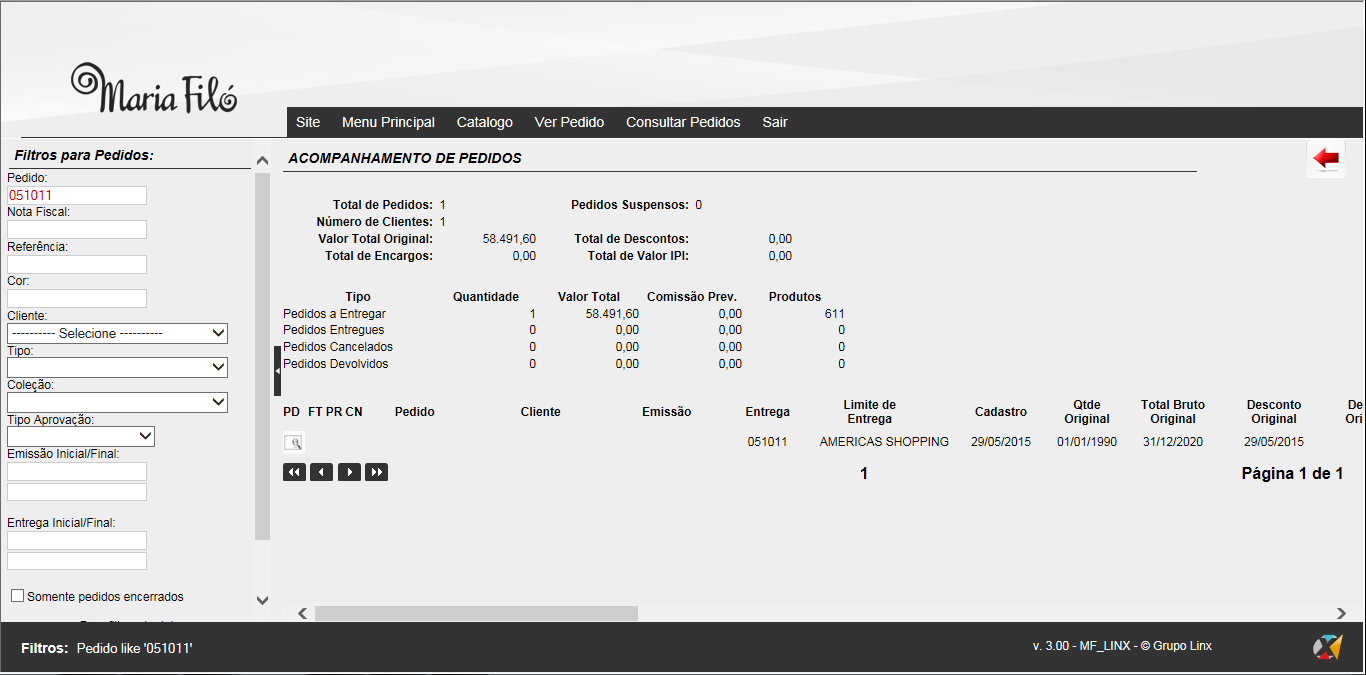 Maria Filó
Site Menu Principal Catalogo Ver Pedido Consultar Pedidos Sair
Filtros para Pedidos:
Pedido:
051011
Nota Fiscal:
Referência:
Cor:
Cliente:
---------- Selecione ----------
Tipo:
Coleção:
Tipo Aprovação:
Emissão Inicial/Final:
Entrega Inicial/Final:
Somente pedidos encerrados
ACOMPANHAMENTO DE PEDIDOS
Total de Pedidos: 1 Pedidos Suspensos: 0
Número de Clientes: 1
Valor Total Original: 58.491,60 Total de Descontos: 0,00
Total de Encargos: 0,00 Total de Valor IPI: 0,00
Tipo Quantidade Valor Total Comissão Prev. Produtos
Pedidos a Entregar 1 58.491,60 0,00 611
Pedidos Entregues 0 0,00 0,00 0
Pedidos Cancelados 0 0,00 0,00 0
Pedidos Devolvidos 0 0,00 0,00 0
PD FT PR CN Pedido Cliente Emissão Entrega Limite de Entrega Cadastro Qtde Original Total Bruto Original Desconto Original De Ori
051011 AMERICAS SHOPPING 29/05/2015 01/01/1990 31/12/2020 29/05/2015
1 Página 1 de 1
Filtros: Pedido like '051011' v. 3.00 - MF_LINX - © Grupo Linx